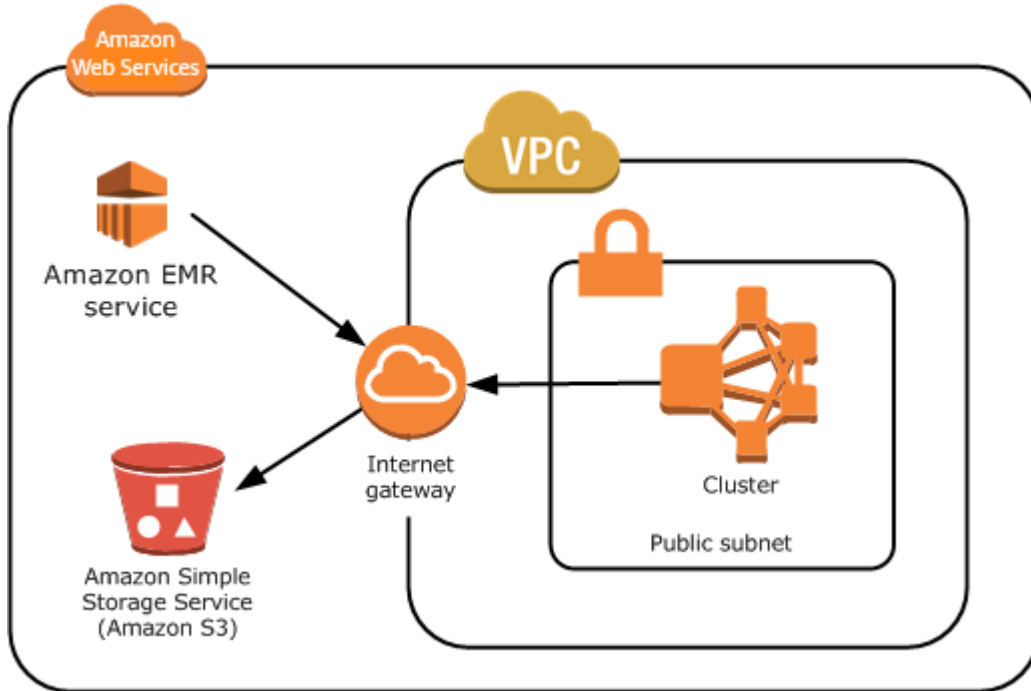 Amazon
Web Services
VPC
Amazon EMR
service
Internet
gateway
Cluster
Public subnet
Amazon Simple
Storage Service
(Amazon S3)